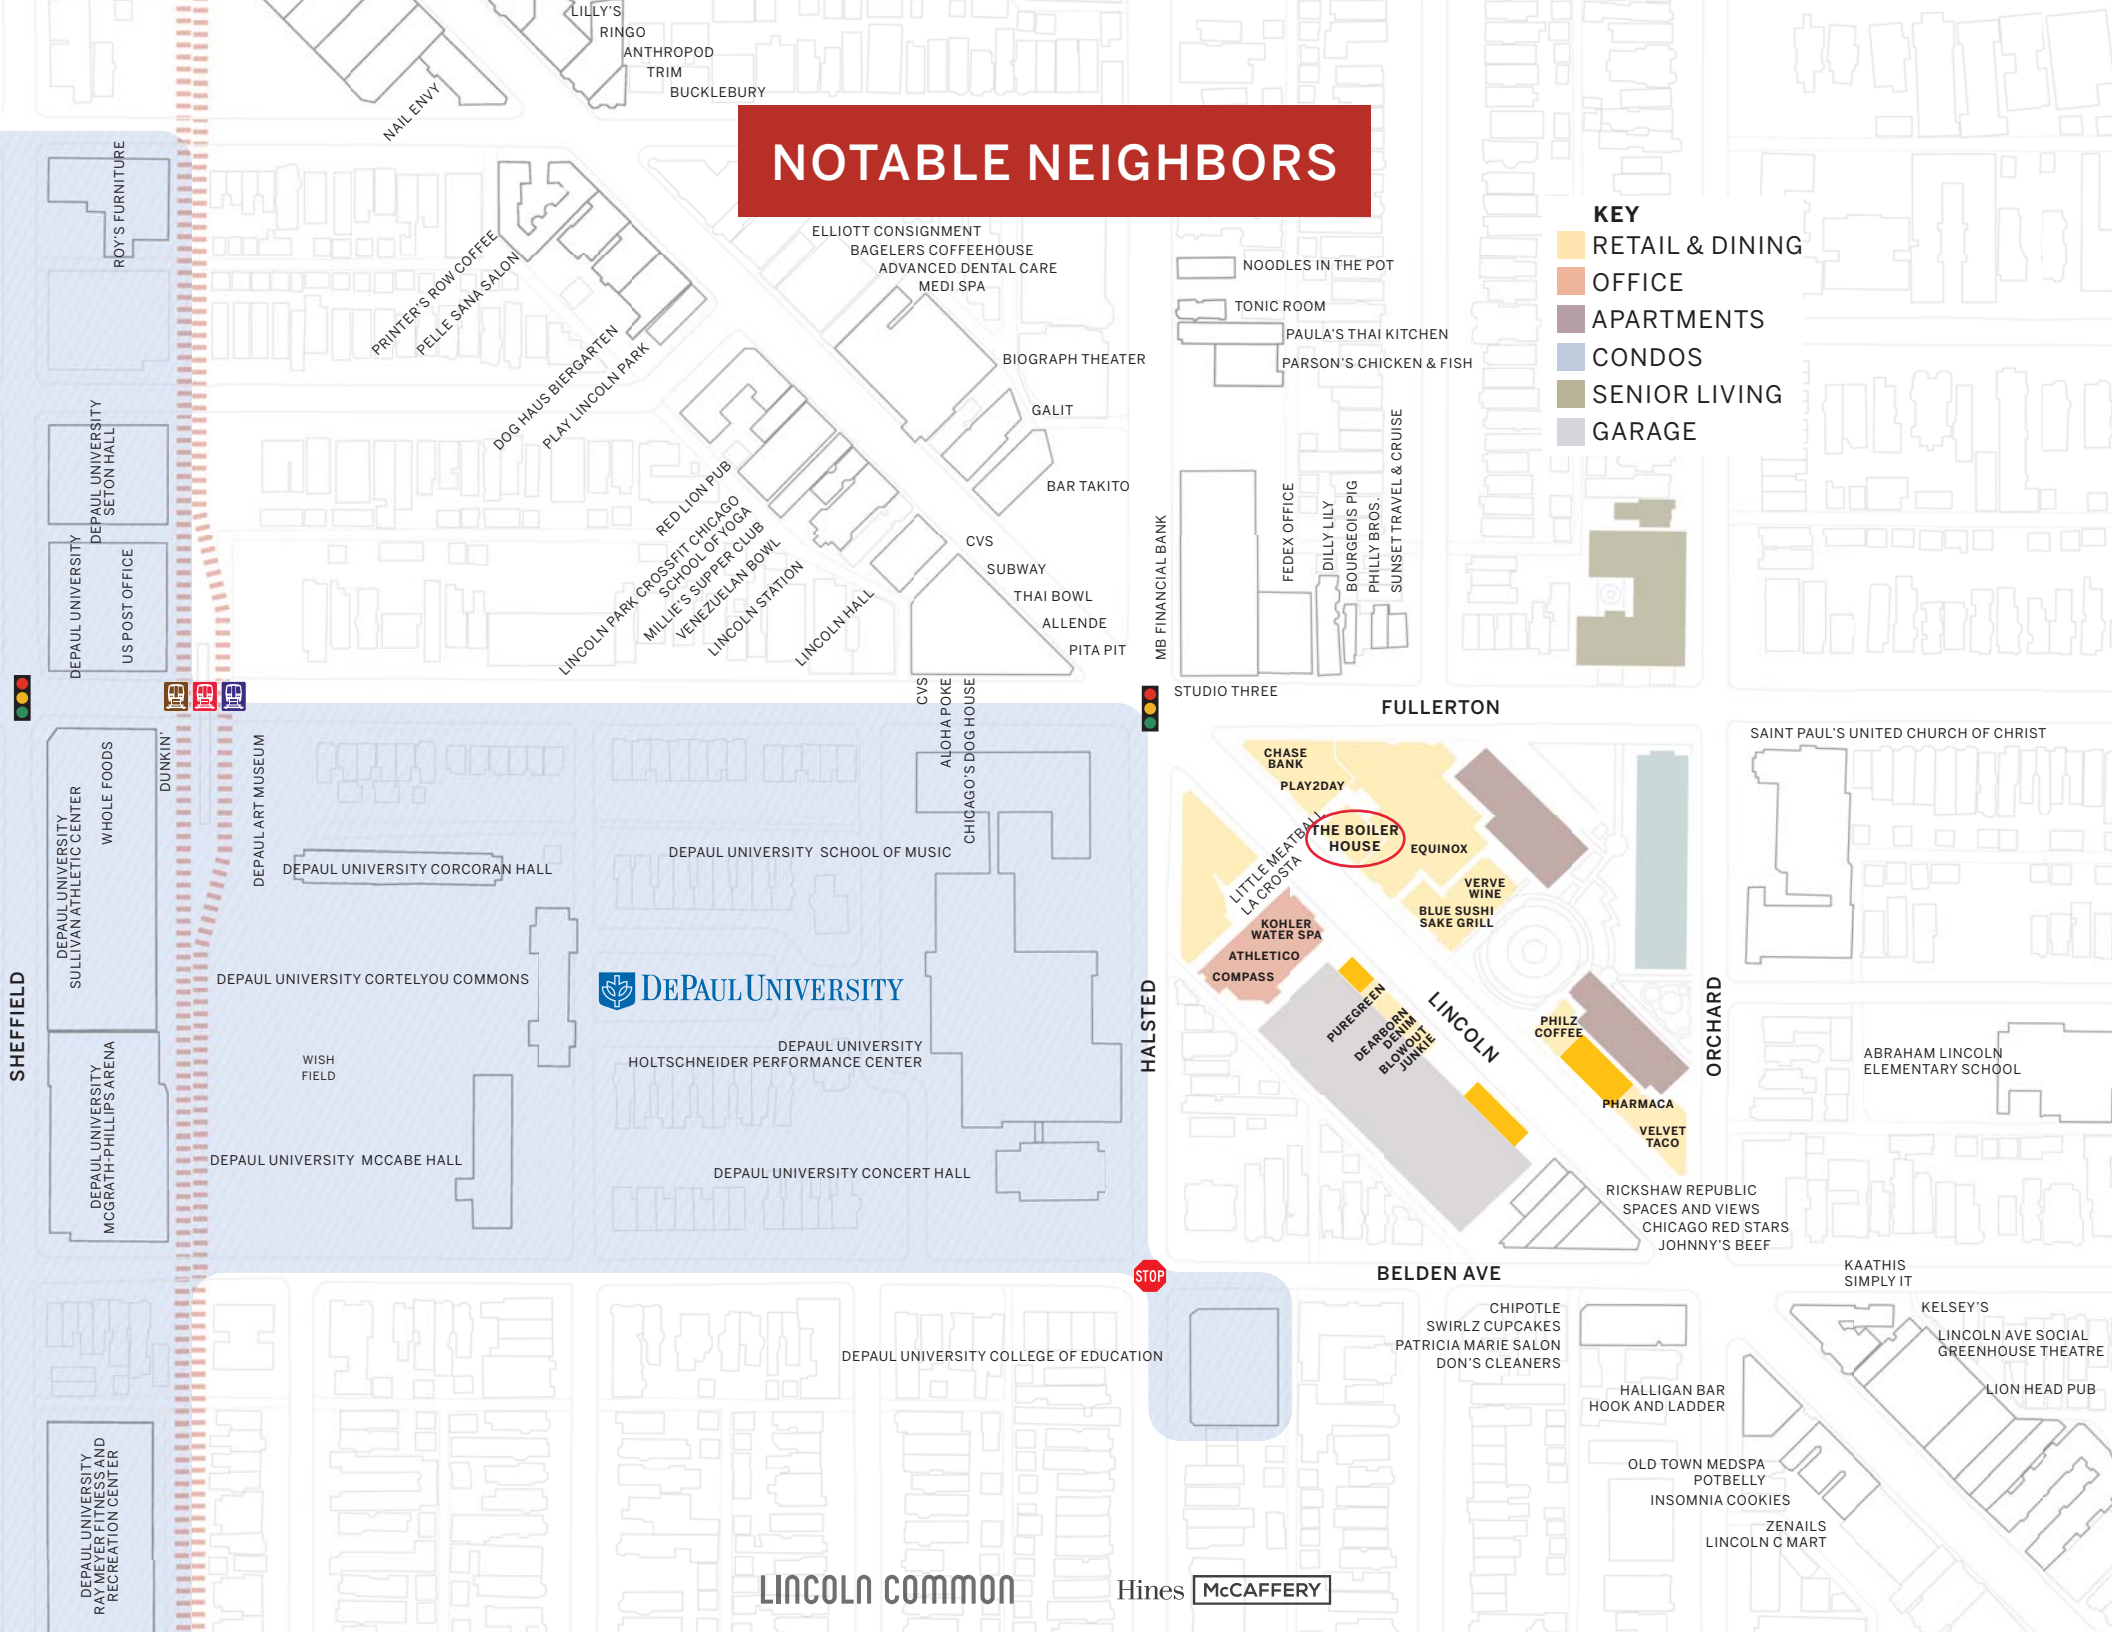 LILLY'S
RINGO
ANTHROPOD
TRIM
BUCKLEBURY
NAIL ENVY
NOTABLE NEIGHBORS
KEY
RETAIL & DINING
OFFICE
APARTMENTS
CONDOS
SENIOR LIVING
GARAGE
ROY'S FURNITURE
PRINTER'S ROW COFFEE
PELLE SANA SALON
DOG HAUS BIERGARTEN
PLAY LINCOLN PARK
ELLIOTT CONSIGNMENT
BAGELERS COFFEEHOUSE
ADVANCED DENTAL CARE
MEDI SPA
BIOGRAPH THEATER
GALIT
BAR TAKITO
NOODLES IN THE POT
TONIC ROOM
PAULA'S THAI KITCHEN
PARSON'S CHICKEN & FISH
DEPAUL UNIVERSITY
SETON HALL
DEPAUL UNIVERSITY
US POST OFFICE
RED LION PUB
LINCOLN PARK CROSSFIT CHICAGO
SCHOOL OF YOGA
MILLIE'S SUPPER CLUB
VENEZUELAN BOWL
LINCOLN STATION
LINCOLN HALL
CVS
SUBWAY
THAI BOWL
ALLENDE
PITA PIT
MB FINANCIAL BANK
FEDEX OFFICE
DILLY LILY
BOURGEOIS PIG
PHILLY BROS.
SUNSET TRAVEL & CRUISE
CVS
ALOHA POKE
CHICAGO'S DOG HOUSE
STUDIO THREE
FULLERTON
SAINT PAUL'S UNITED CHURCH OF CHRIST
DEPAUL UNIVERSITY
SULLIVAN ATHLETIC CENTER
WHOLE FOODS
DUNKIN'
DEPAUL ART MUSEUM
DEPAUL UNIVERSITY CORCORAN HALL
DEPAUL UNIVERSITY SCHOOL OF MUSIC
CHASE
BANK
PLAY2DAY
THE BOILER
HOUSE
EQUINOX
LITTLE MEATBALL
LA CROSTA
VERVE
WINE
BLUE SUSHI
SAKE GRILL
KOHLER
WATER SPA
ATHLETICO
COMPASS
SHEFFIELD
DEPAUL UNIVERSITY CORTELYOU COMMONS
DEPAUL UNIVERSITY
HALSTED
PUREGREEN
DEARBORN
DENIM
BLOWOUT
JUNKIE
LINCOLN
PHILZ
COFFEE
ORCHARD
DEPAUL UNIVERSITY
HOLTSCHNEIDER PERFORMANCE CENTER
WISH
FIELD
DEPAUL UNIVERSITY
MCGRATH-PHILLIPS ARENA
ABRAHAM LINCOLN
ELEMENTARY SCHOOL
PHARMACA
VELVET
TACO
DEPAUL UNIVERSITY MCCABE HALL
DEPAUL UNIVERSITY CONCERT HALL
RICKSHAW REPUBLIC
SPACES AND VIEWS
CHICAGO RED STARS
JOHNNY'S BEEF
STOP
BELDEN AVE
KAATHIS
SIMPLY IT
KELSEY'S
LINCOLN AVE SOCIAL
GREENHOUSE THEATRE
LION HEAD PUB
DEPAUL UNIVERSITY COLLEGE OF EDUCATION
CHIPOTLE
SWIRLZ CUPCAKES
PATRICIA MARIE SALON
DON'S CLEANERS
HALLIGAN BAR
HOOK AND LADDER
OLD TOWN MEDSPA
POTBELLY
INSOMNIA COOKIES
ZENAILS
LINCOLN C MART
DEPAUL UNIVERSITY
RAY MEYER FITNESS AND
RECREATION CENTER
LINCOLN COMMON
Hines McCAFFERY